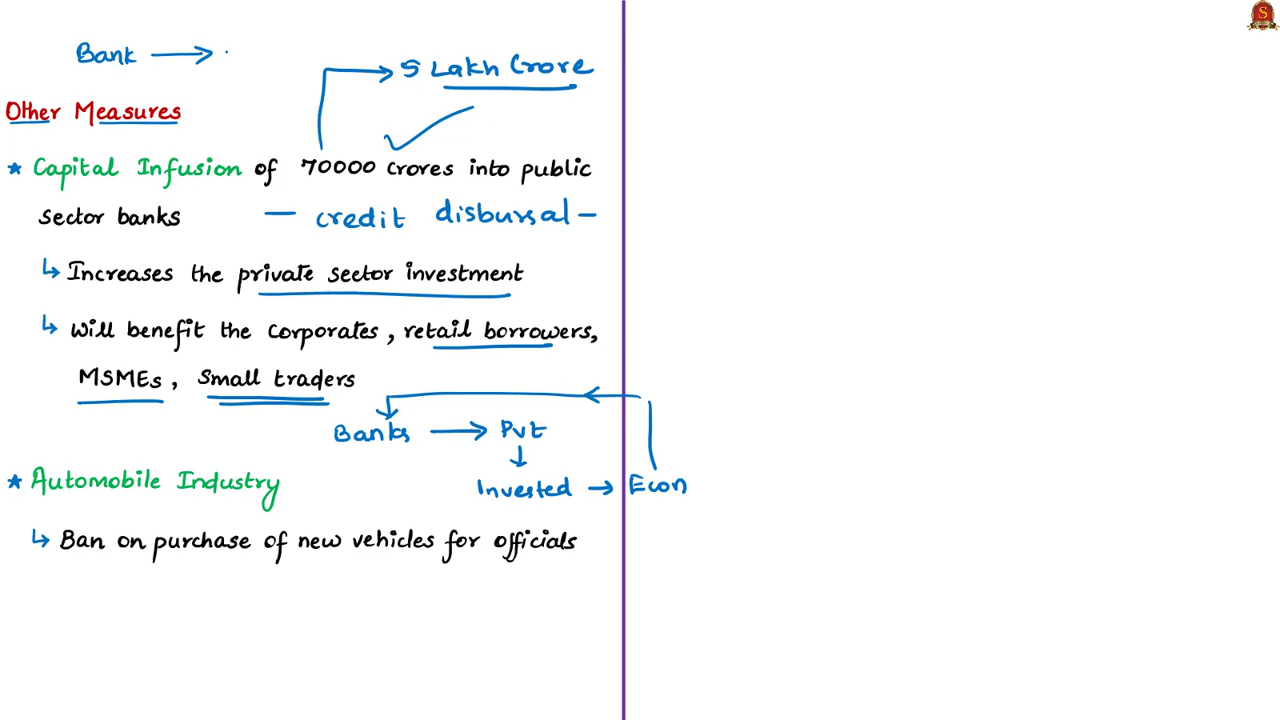 Bank →
5 Lakh Crore
Other Measures
* Capital Infusion of 70000 crores into public
sector banks – credit disbursal –
↳ Increases the private sector investment
↳ Will benefit the corporates, retail borrowers,
MSMEs, Small traders
Banks → Pvt
↓
Invested → Econ
* Automobile Industry
↳ Ban on purchase of new vehicles for officials
S